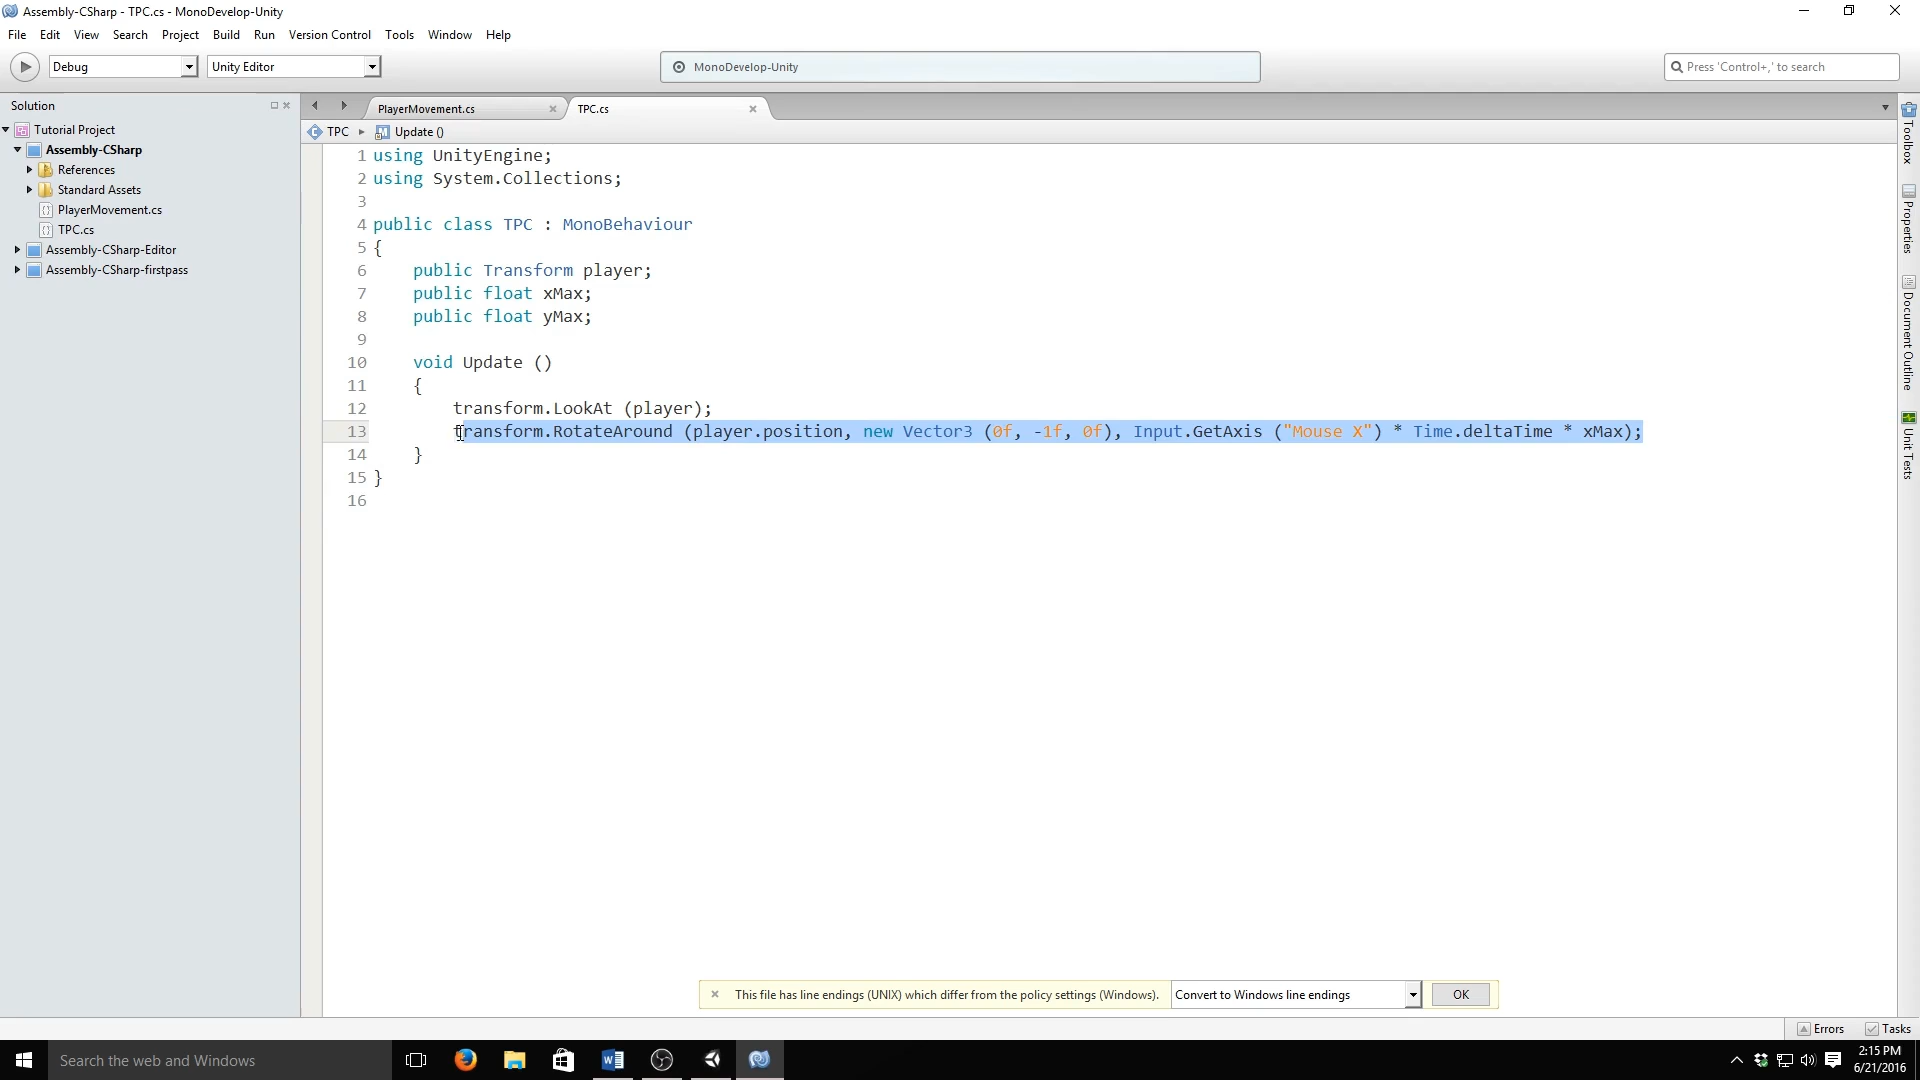 Assembly-CSharp - TPC.cs - MonoDevelop-Unity
File Edit View Search Project Build Run Version Control Tools Window Help
Debug Unity Editor MonoDevelop-Unity Press 'Control+,' to search
Solution
Tutorial Project
Assembly-CSharp
References
Standard Assets
PlayerMovement.cs
TPC.cs
Assembly-CSharp-Editor
Assembly-CSharp-firstpass
PlayerMovement.cs TPC.cs
TPC Update ()
1 using UnityEngine;
2 using System.Collections;
3
4 public class TPC : MonoBehaviour
5 {
6 public Transform player;
7 public float xMax;
8 public float yMax;
9
10 void Update ()
11 {
12 transform.LookAt (player);
13 transform.RotateAround (player.position, new Vector3 (0f, -1f, 0f), Input.GetAxis ("Mouse X") * Time.deltaTime * xMax);
14 }
15 }
16
Toolbox
Properties
Document Outline
Unit Tests
This file has line endings (UNIX) which differ from the policy settings (Windows). Convert to Windows line endings OK
Errors Tasks
Search the web and Windows
2:15 PM
6/21/2016